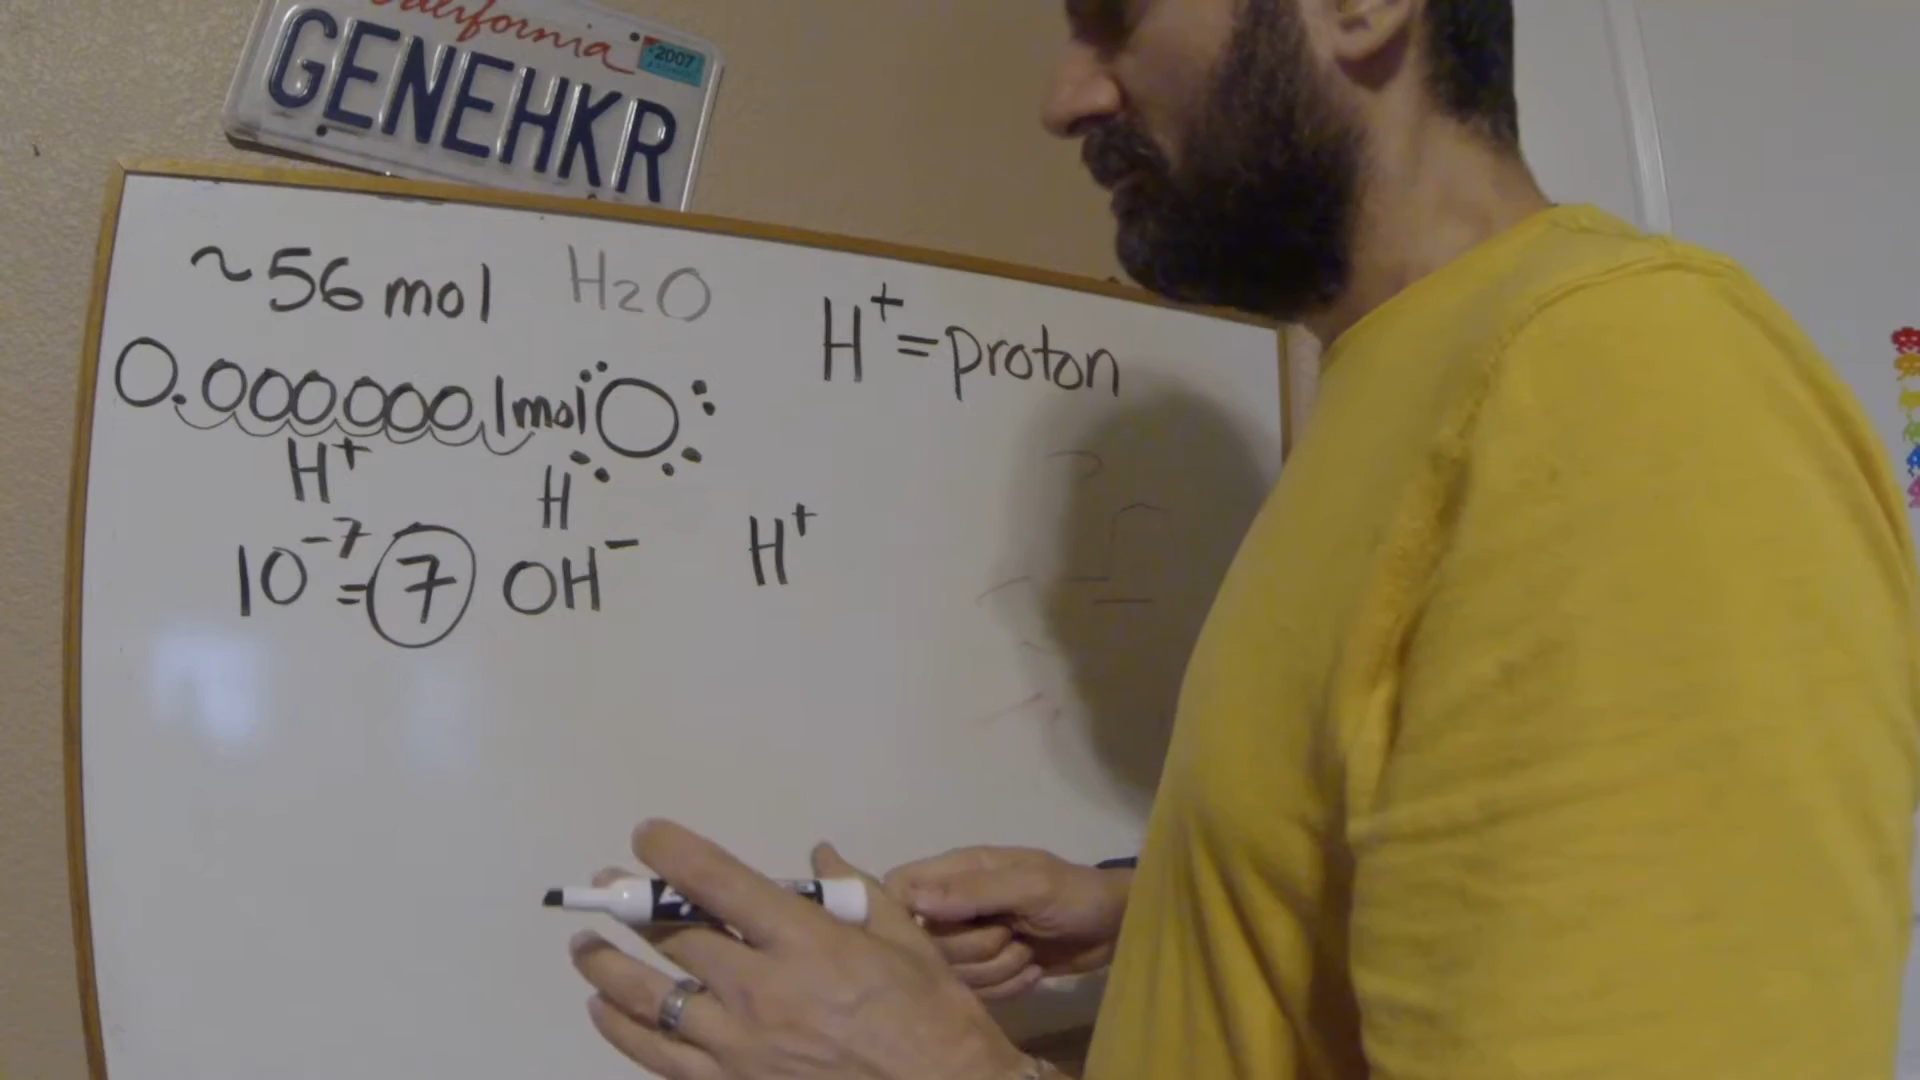 California
2007
GENEHKR
~56 mol H2O
H⁺ = proton
0.0000001 mol O
H⁺ H
10⁻⁷ = 7 OH⁻ H⁺